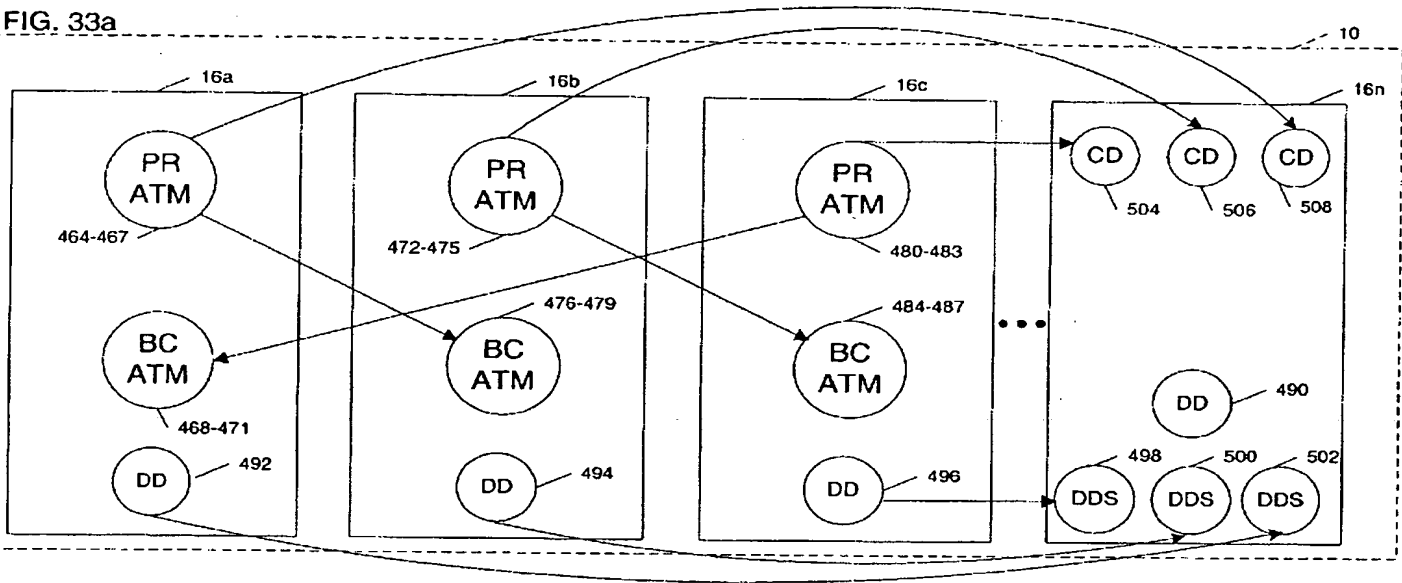 FIG. 33a
10
16a
16b
16c
16n
PR
ATM
464-467
PR
ATM
472-475
PR
ATM
480-483
CD
504
CD
506
CD
508
BC
ATM
468-471
476-479
BC
ATM
484-487
BC
ATM
• • •
DD
490
DD
492
DD
494
DD
496
498
DDS
500
DDS
502
DDS